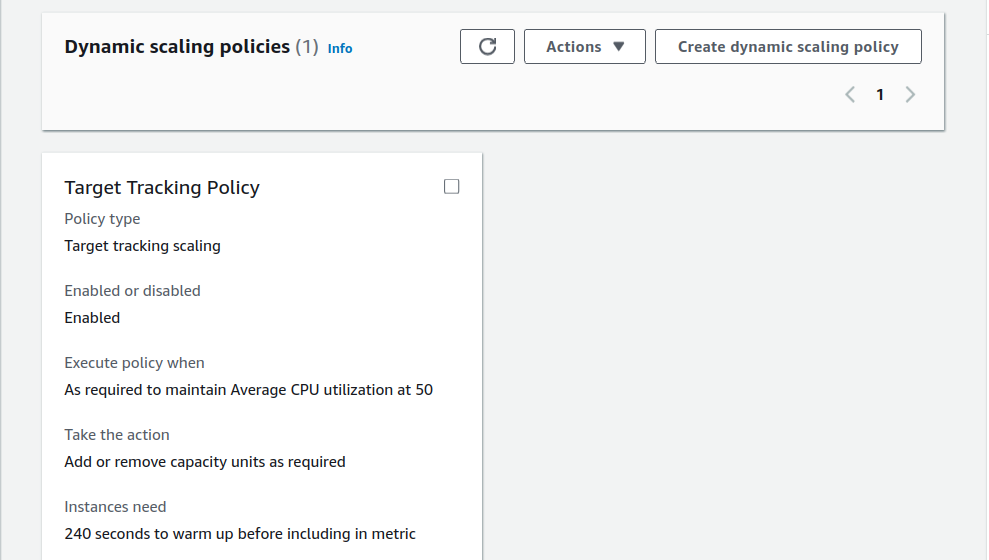 Dynamic scaling policies (1) Info
Actions
Create dynamic scaling policy
1
Target Tracking Policy
Policy type
Target tracking scaling
Enabled or disabled
Enabled
Execute policy when
As required to maintain Average CPU utilization at 50
Take the action
Add or remove capacity units as required
Instances need
240 seconds to warm up before including in metric